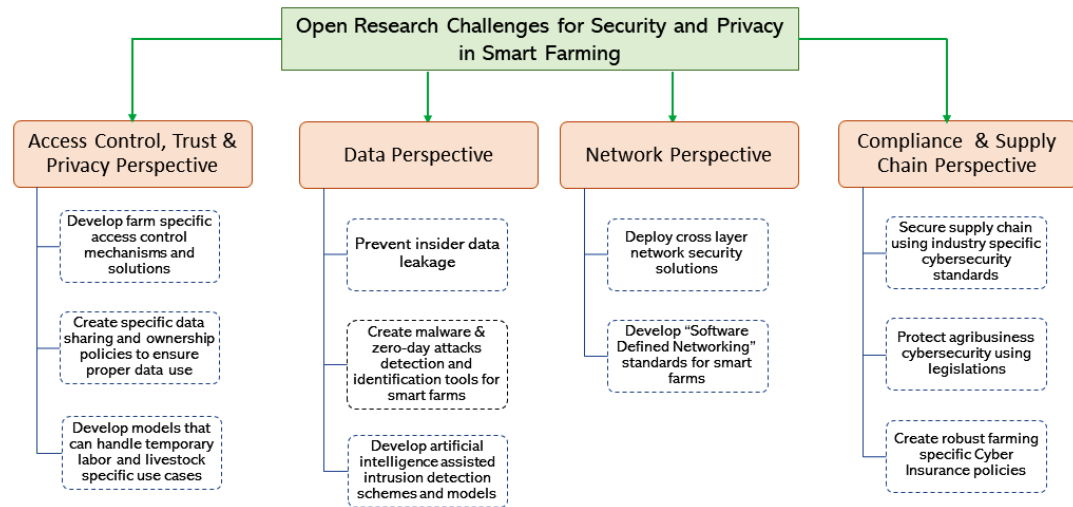 Open Research Challenges for Security and Privacy
in Smart Farming
Access Control, Trust &
Privacy Perspective
Develop farm specific
access control
mechanisms and
solutions
Create specific data
sharing and ownership
policies to ensure
proper data use
Develop models that
can handle temporary
labor and livestock
specific use cases
Data Perspective
Prevent insider data
leakage
Create malware &
zero-day attacks
detection and
identification tools for
smart farms
Develop artificial
intelligence assisted
intrusion detection
schemes and models
Network Perspective
Deploy cross layer
network security
solutions
Develop “Software
Defined Networking”
standards for smart
farms
Compliance & Supply
Chain Perspective
Secure supply chain
using industry specific
cybersecurity
standards
Protect agribusiness
cybersecurity using
legislations
Create robust farming
specific Cyber
Insurance policies